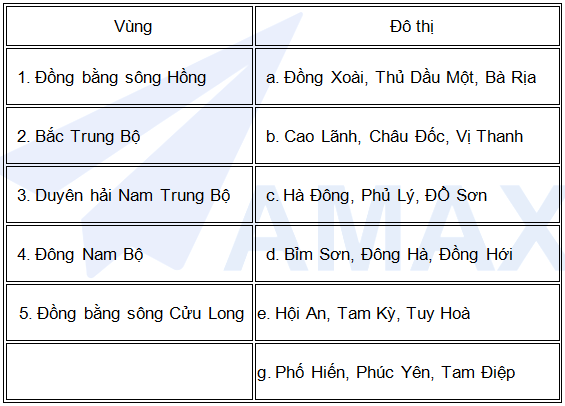 Vùng Đô thị
1. Đồng bằng sông Hồng a. Đồng Xoài, Thủ Dầu Một, Bà Rịa
2. Bắc Trung Bộ b. Cao Lãnh, Châu Đốc, Vị Thanh
3. Duyên hải Nam Trung Bộ c. Hà Đông, Phủ Lý, ĐỒ Sơn
4. Đông Nam Bộ d. Bỉm Sơn, Đông Hà, Đồng Hới
5. Đồng bằng sông Cửu Long e. Hội An, Tam Kỳ, Tuy Hoà
g. Phố Hiến, Phúc Yên, Tam Điệp
AMAX